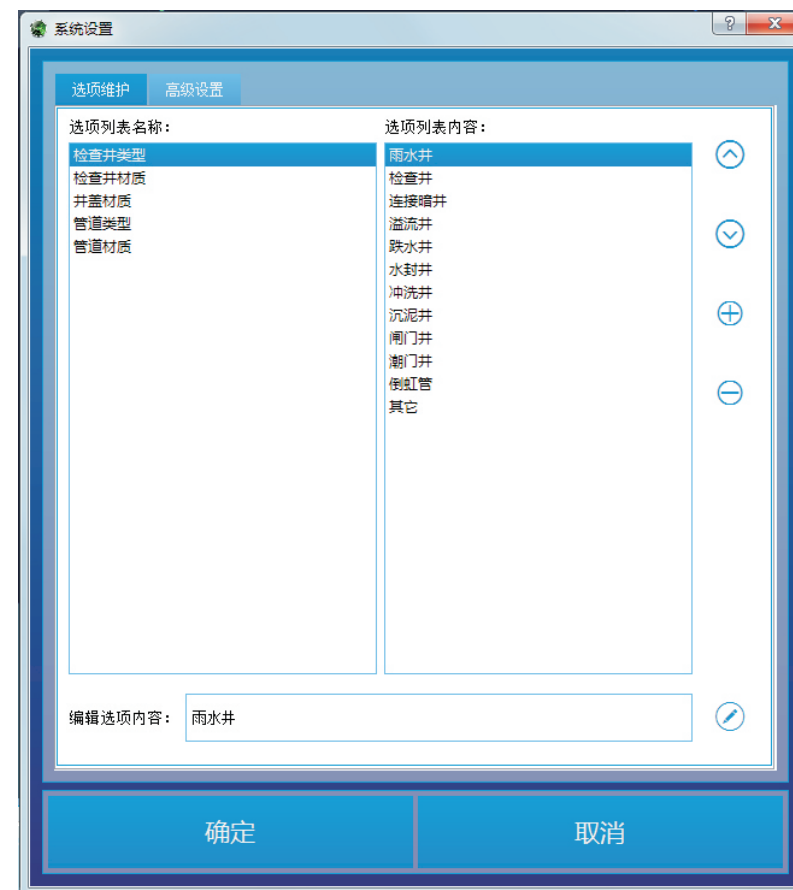 系统设置
选项维护 高级设置
选项列表名称：
检查井类型
检查井材质
井盖材质
管道类型
管道材质
选项列表内容：
雨水井
检查井
连接暗井
溢流井
跌水井
水封井
冲洗井
沉泥井
闸门井
潮门井
倒虹管
其它
编辑选项内容： 雨水井
确定 取消